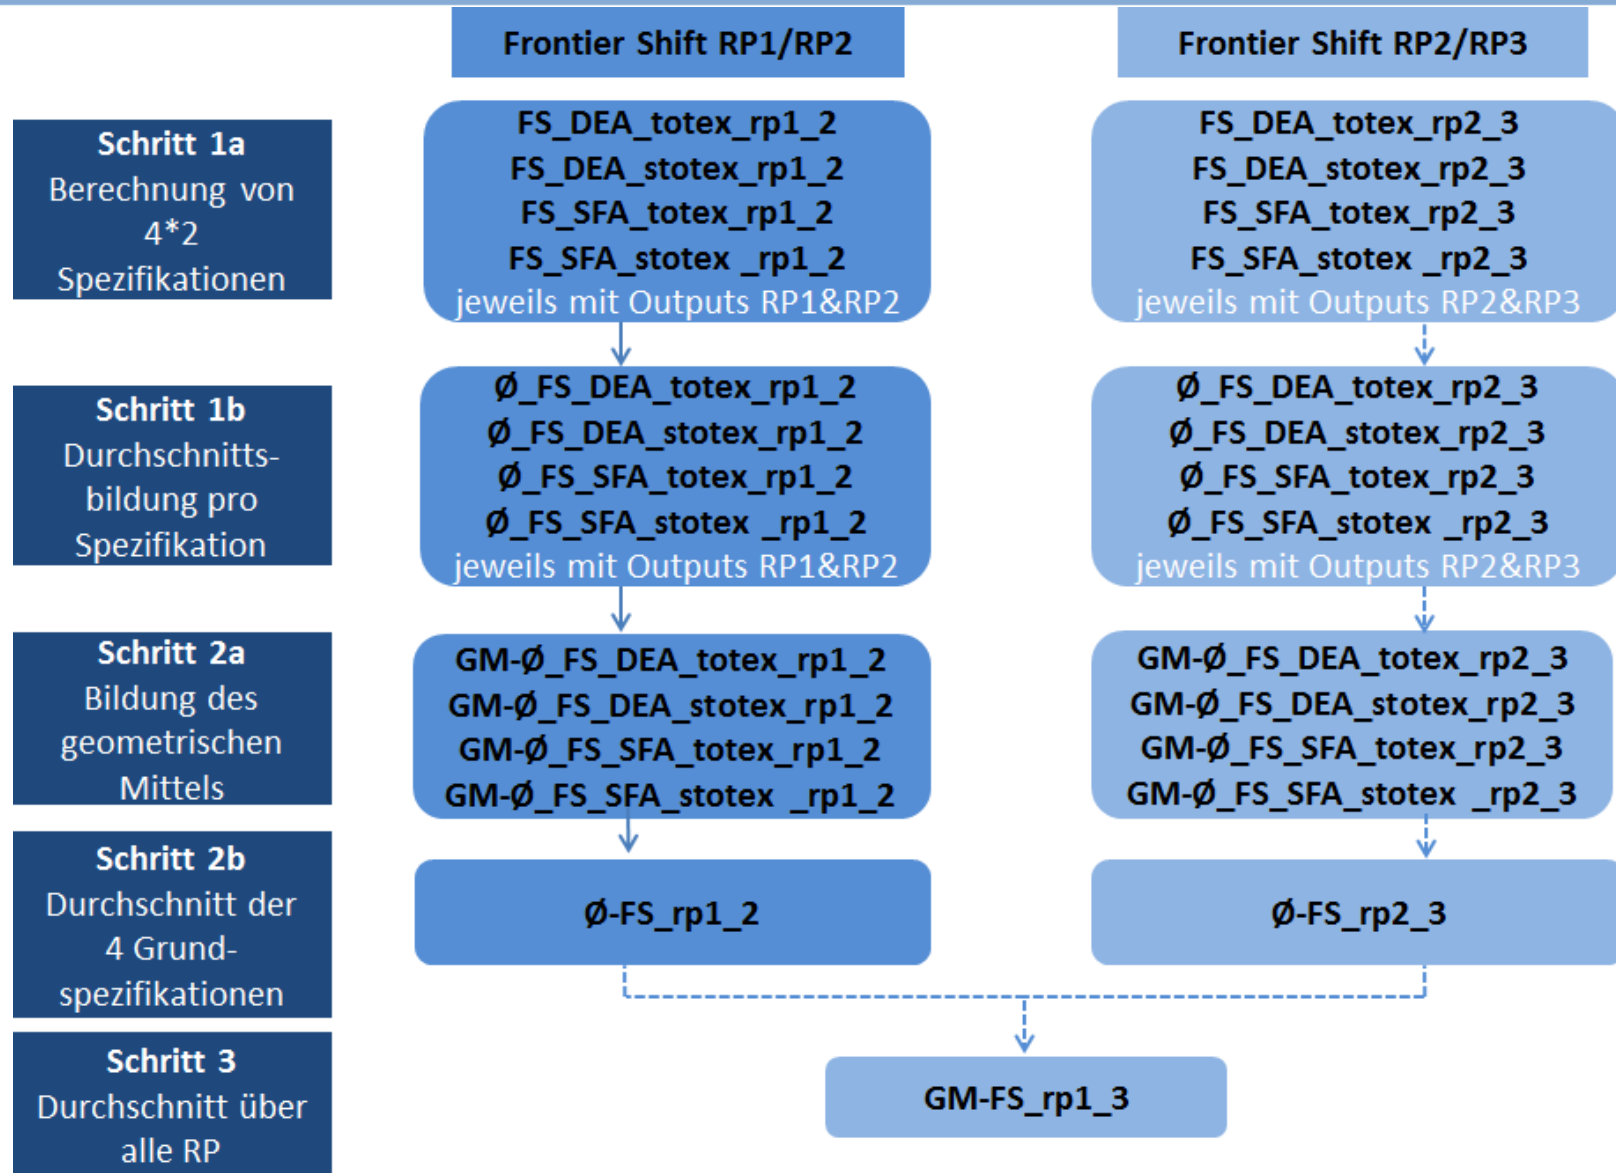 Frontier Shift RP1/RP2
Frontier Shift RP2/RP3
Schritt 1a
Berechnung von
4*2
Spezifikationen
FS_DEA_totex_rp1_2
FS_DEA_stotex_rp1_2
FS_SFA_totex_rp1_2
FS_SFA_stotex _rp1_2
jeweils mit Outputs RP1&RP2
FS_DEA_totex_rp2_3
FS_DEA_stotex_rp2_3
FS_SFA_totex_rp2_3
FS_SFA_stotex _rp2_3
jeweils mit Outputs RP2&RP3
Schritt 1b
Durchschnitts-
bildung pro
Spezifikation
Ø_FS_DEA_totex_rp1_2
Ø_FS_DEA_stotex_rp1_2
Ø_FS_SFA_totex_rp1_2
Ø_FS_SFA_stotex _rp1_2
jeweils mit Outputs RP1&RP2
Ø_FS_DEA_totex_rp2_3
Ø_FS_DEA_stotex_rp2_3
Ø_FS_SFA_totex_rp2_3
Ø_FS_SFA_stotex _rp2_3
jeweils mit Outputs RP2&RP3
Schritt 2a
Bildung des
geometrischen
Mittels
GM-Ø_FS_DEA_totex_rp1_2
GM-Ø_FS_DEA_stotex_rp1_2
GM-Ø_FS_SFA_totex_rp1_2
GM-Ø_FS_SFA_stotex _rp1_2
GM-Ø_FS_DEA_totex_rp2_3
GM-Ø_FS_DEA_stotex_rp2_3
GM-Ø_FS_SFA_totex_rp2_3
GM-Ø_FS_SFA_stotex _rp2_3
Schritt 2b
Durchschnitt der
4 Grund-
spezifikationen
Ø-FS_rp1_2
Ø-FS_rp2_3
Schritt 3
Durchschnitt über
alle RP
GM-FS_rp1_3